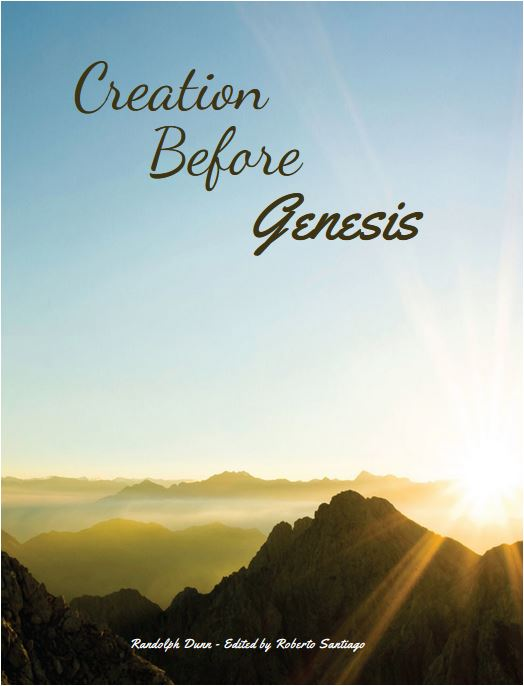 Creation
Before
Genesis
Randolph Dunn - Edited by Roberto Santiago